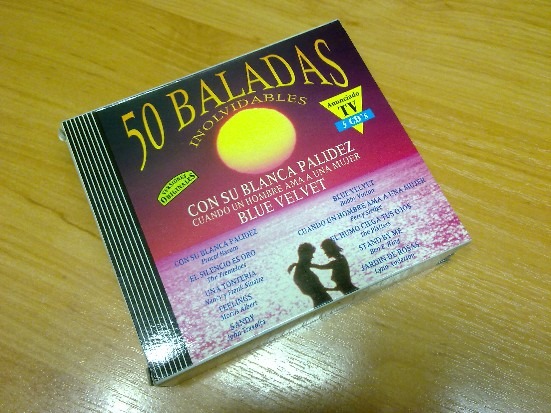 50 BALADAS
INOLVIDABLES
Anunciado
TV
5 CD's
VERSIONES
ORIGINALES
CON SU BLANCA PALIDEZ
CUANDO UN HOMBRE AMA A UNA MUJER
BLUE VELVET
CON SU BLANCA PALIDEZ
Procol Harum
EL SILENCIO ES ORO
The Tremeloes
UNA TONTERIA
Nancy y Frank Sinatra
FEELINGS
Morris Albert
SANDY
John Travolta
BLUE VELVET
Bobby Vinton
CUANDO UN HOMBRE AMA A UNA MUJER
Percy Sledge
EL HUMO CIEGA TUS OJOS
The Platters
STAND BY ME
Ben E. King
JARDIN DE ROSAS
Lynn Anderson